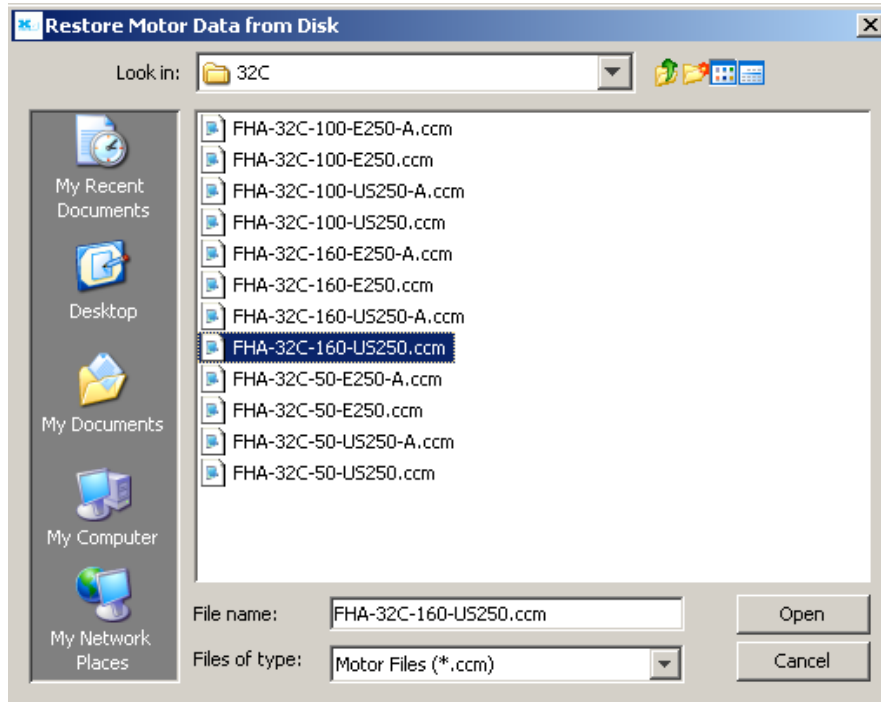 Restore Motor Data from Disk
Look in: 32C
My Recent
Documents
Desktop
My Documents
My Computer
My Network
Places
FHA-32C-100-E250-A.ccm
FHA-32C-100-E250.ccm
FHA-32C-100-US250-A.ccm
FHA-32C-100-US250.ccm
FHA-32C-160-E250-A.ccm
FHA-32C-160-E250.ccm
FHA-32C-160-US250-A.ccm
FHA-32C-160-US250.ccm
FHA-32C-50-E250-A.ccm
FHA-32C-50-E250.ccm
FHA-32C-50-US250-A.ccm
FHA-32C-50-US250.ccm
File name: FHA-32C-160-US250.ccm Open
Files of type: Motor Files (*.ccm) Cancel